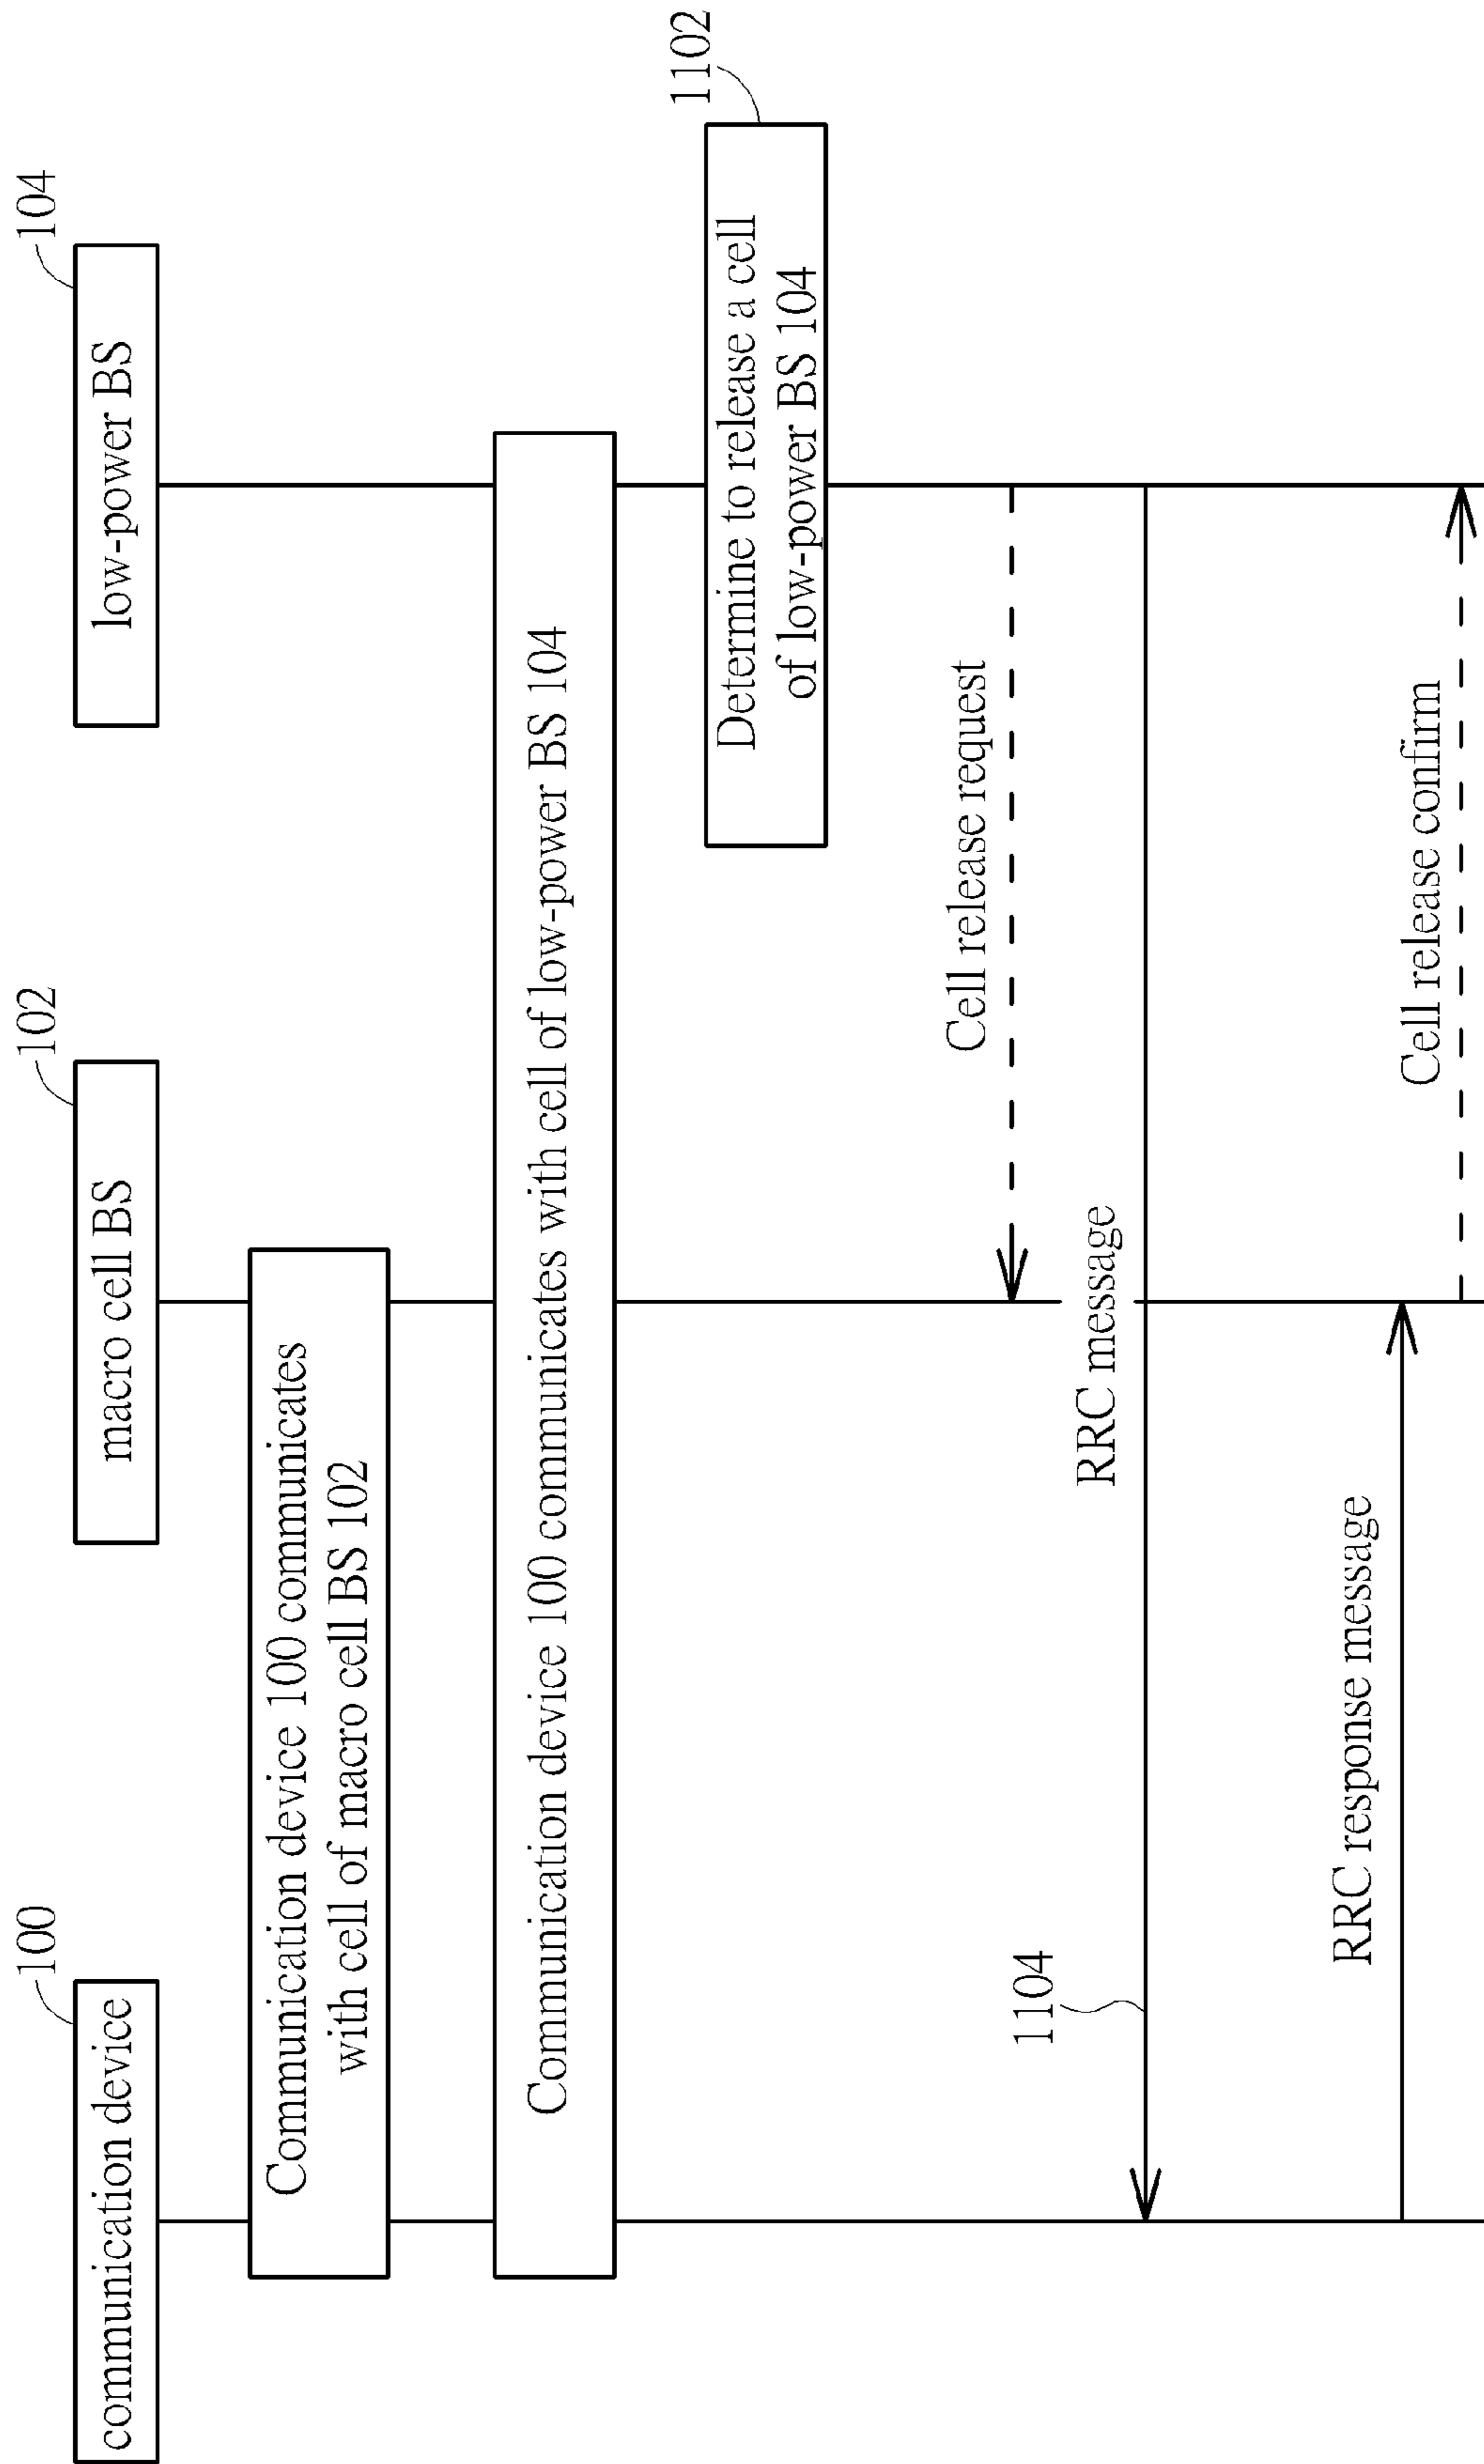 100
102
104
communication device
macro cell BS
low-power BS
Communication device 100 communicates
with cell of macro cell BS 102
Communication device 100 communicates with cell of low-power BS 104
1102
Determine to release a cell
of low-power BS 104
Cell release request
1104
RRC message
RRC response message
Cell release confirm